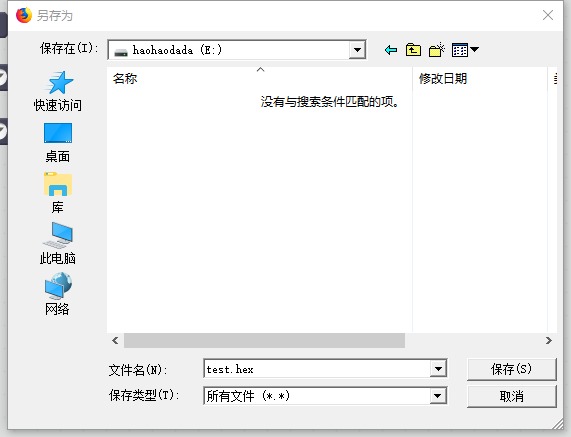 另存为
保存在(I):
haohaodada (E:)
名称
修改日期
没有与搜索条件匹配的项。
快速访问
桌面
库
此电脑
网络
文件名(N):
test.hex
保存(S)
保存类型(T):
所有文件 (*.*)
取消